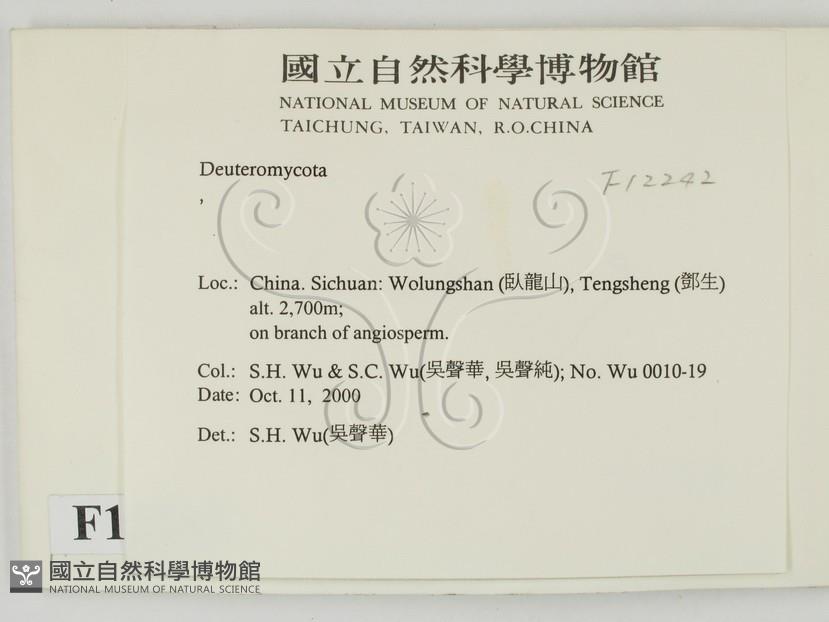 國立自然科學博物館
NATIONAL MUSEUM OF NATURAL SCIENCE
TAICHUNG, TAIWAN, R.O.CHINA
Deuteromycota
F12242
,
Loc.: China. Sichuan: Wolungshan (臥龍山), Tengsheng (鄧生)
alt. 2,700m;
on branch of angiosperm.
Col.: S.H. Wu & S.C. Wu(吳聲華, 吳聲純); No. Wu 0010-19
Date: Oct. 11, 2000
Det.: S.H. Wu(吳聲華)
F1
國立自然科學博物館
NATIONAL MUSEUM OF NATURAL SCIENCE